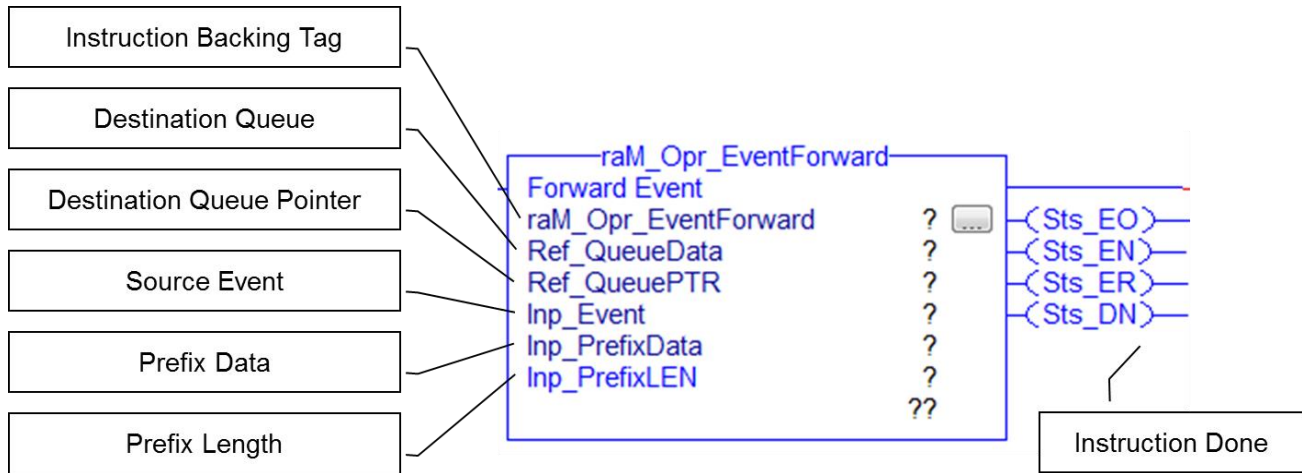 Instruction Backing Tag
Destination Queue
Destination Queue Pointer
Source Event
Prefix Data
Prefix Length
raM_Opr_EventForward
Forward Event
raM_Opr_EventForward ? ... Sts_EO
Ref_QueueData ? Sts_EN
Ref_QueuePTR ? Sts_ER
Inp_Event ? Sts_DN
Inp_PrefixData ?
Inp_PrefixLEN ?
??
Instruction Done